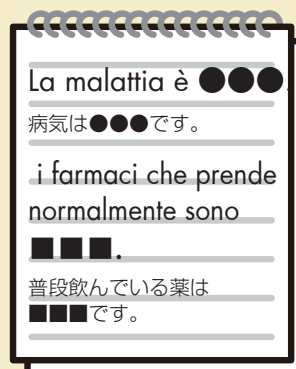 La malattia è ●●●.
病気は●●●です。
i farmaci che prende
normalmente sono
■■■.
普段飲んでいる薬は
■■■です。